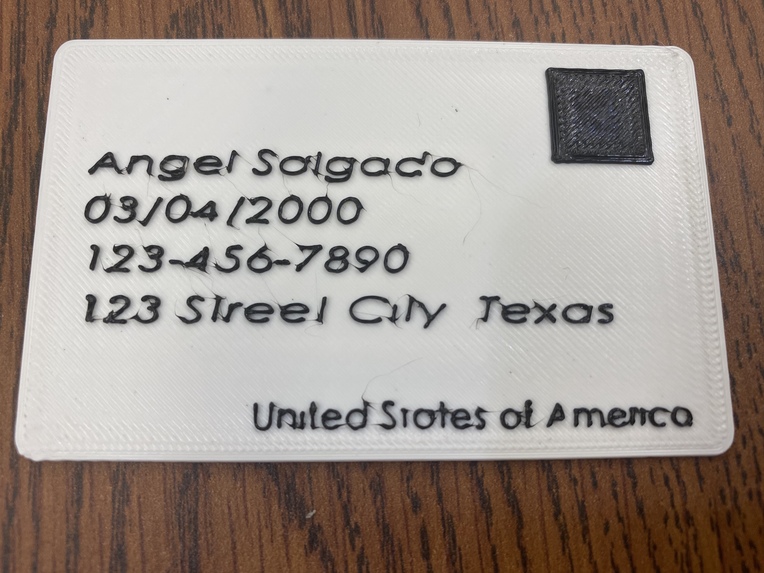 Angel Salgado
03/04/2000
123-456-7890
123 Street City Texas
United States of America